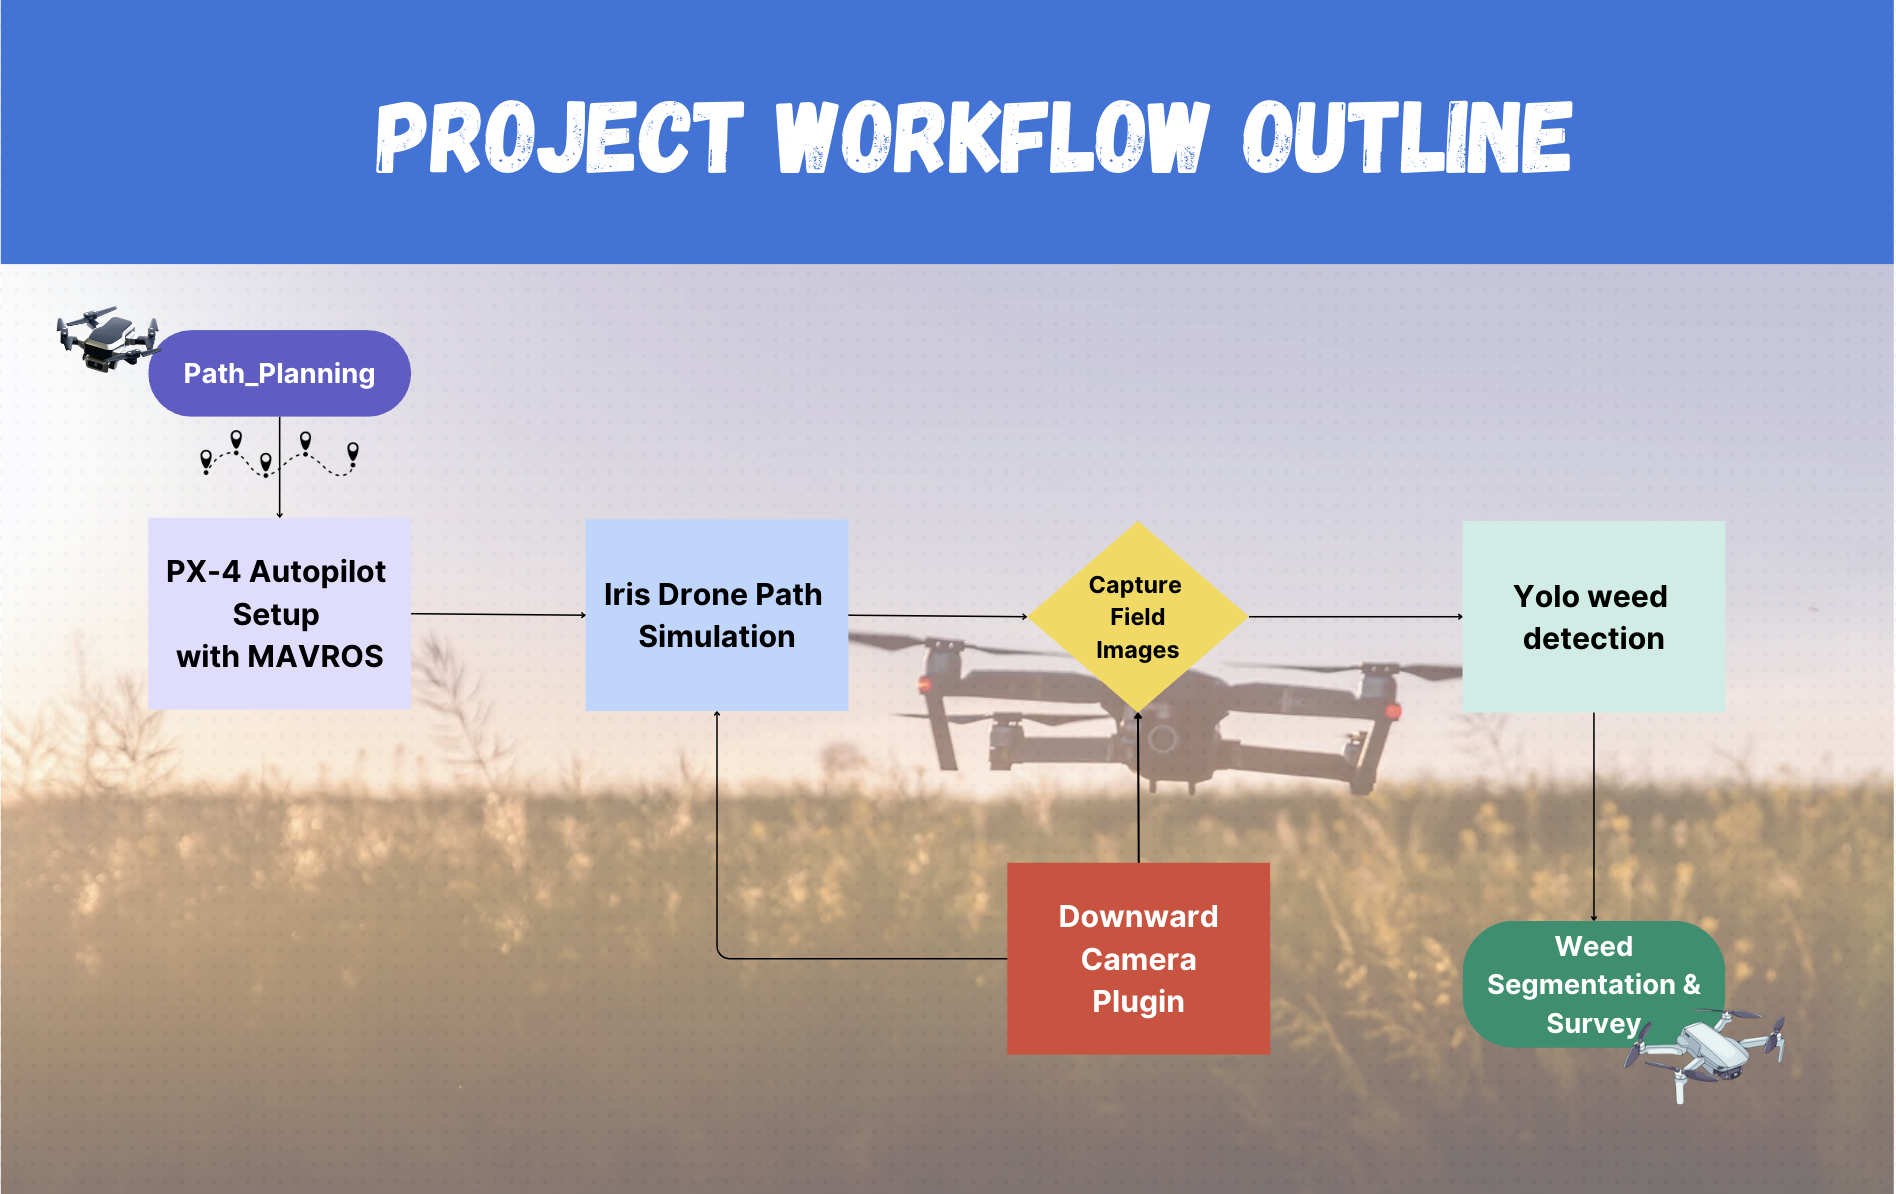 PROJECT WORKFLOW OUTLINE
Path_Planning
PX-4 Autopilot
Setup
with MAVROS
Iris Drone Path
Simulation
Capture
Field
Images
Yolo weed
detection
Downward
Camera
Plugin
Weed
Segmentation &
Survey